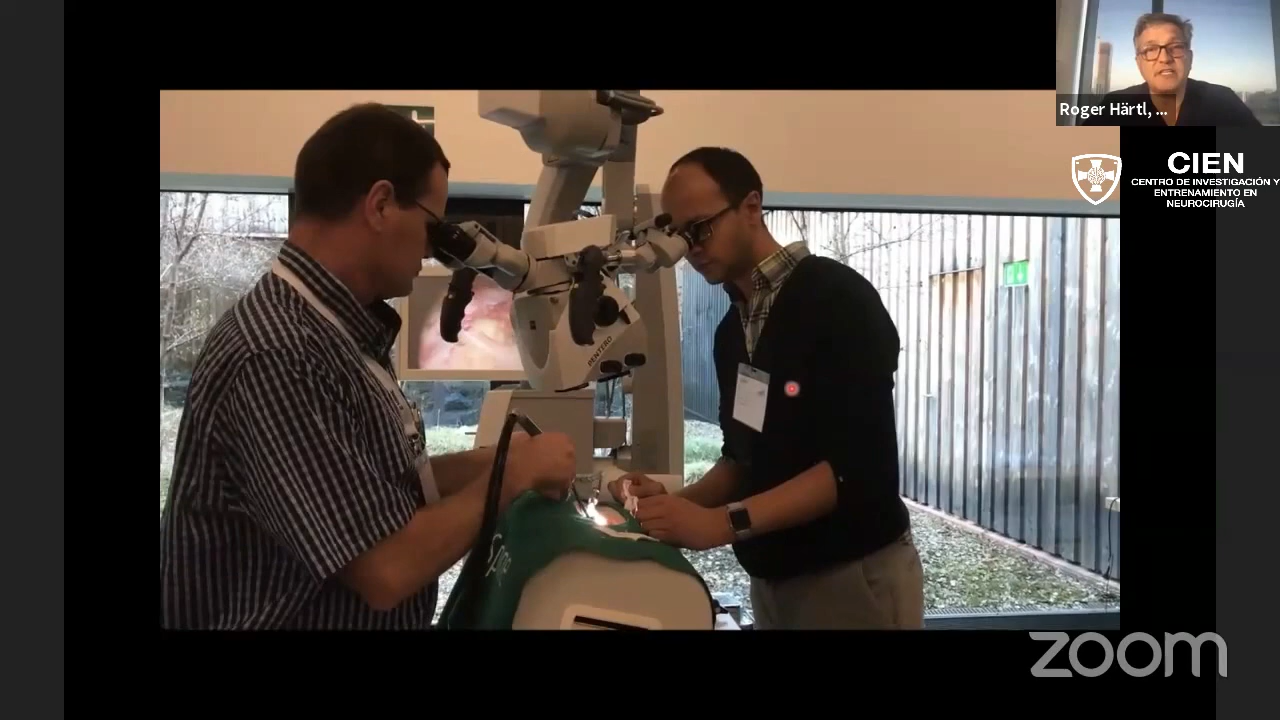 Roger Härtl, ...
CIEN
CENTRO DE INVESTIGACIÓN Y
ENTRENAMIENTO EN
NEUROCIRUGÍA
PENTERO
zoom